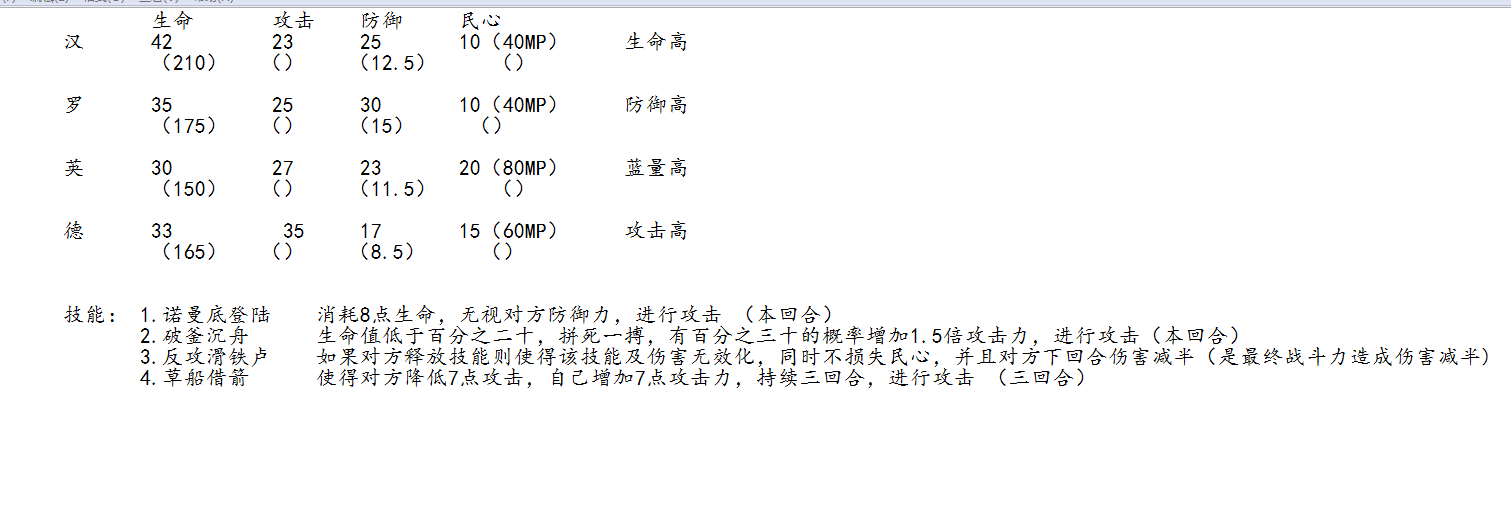 生命 攻击 防御 民心
汉 42 23 25 10（40MP） 生命高
（210） （） （12.5） （）
罗 35 25 30 10（40MP） 防御高
（175） （） （15） （）
英 30 27 23 20（80MP） 蓝量高
（150） （） （11.5） （）
德 33 35 17 15（60MP） 攻击高
（165） （） （8.5） （）
技能： 1.诺曼底登陆 消耗8点生命，无视对方防御力，进行攻击 （本回合）
2.破釜沉舟 生命值低于百分之二十，拼死一搏，有百分之三十的概率增加1.5倍攻击力，进行攻击（本回合）
3.反攻滑铁卢 如果对方释放技能则使得该技能及伤害无效化，同时不损失民心，并且对方下回合伤害减半（是最终战斗力造成伤害减半）
4.草船借箭 使得对方降低7点攻击，自己增加7点攻击力，持续三回合，进行攻击 （三回合）